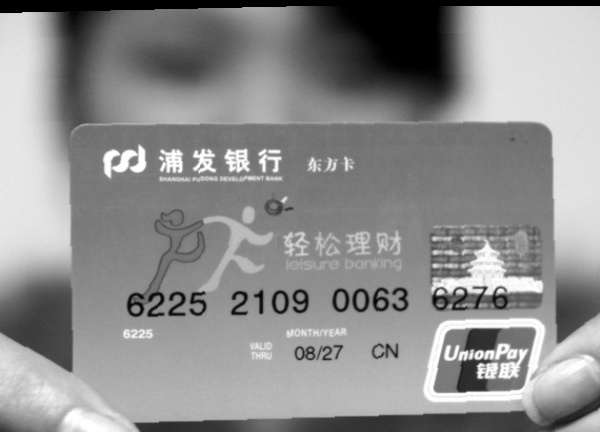 浦发银行 东方卡
SHANGHAI PUDONG DEVELOPMENT BANK
轻松理财
leisure banking
6225 2109 0063 6276
6225
MONTH/YEAR
VALID THRU 08/27 CN
UnionPay
银联